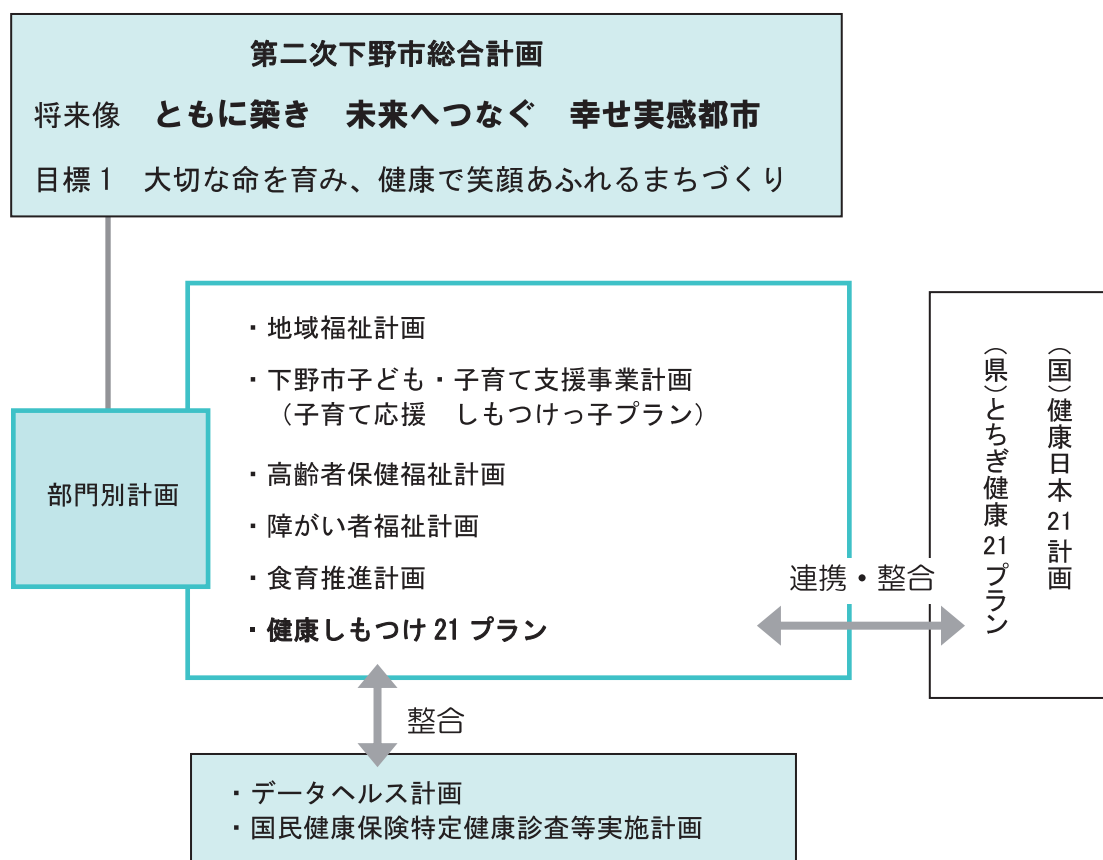 第二次下野市総合計画
将来像　ともに築き　未来へつなぐ　幸せ実感都市
目標1　大切な命を育み、健康で笑顔あふれるまちづくり
部門別計画
・地域福祉計画
・下野市子ども・子育て支援事業計画
（子育て応援　しもつけっ子プラン）
・高齢者保健福祉計画
・障がい者福祉計画
・食育推進計画
・健康しもつけ21プラン
連携・整合
（国）健康日本21計画
（県）とちぎ健康21プラン
整合
・データヘルス計画
・国民健康保険特定健康診査等実施計画